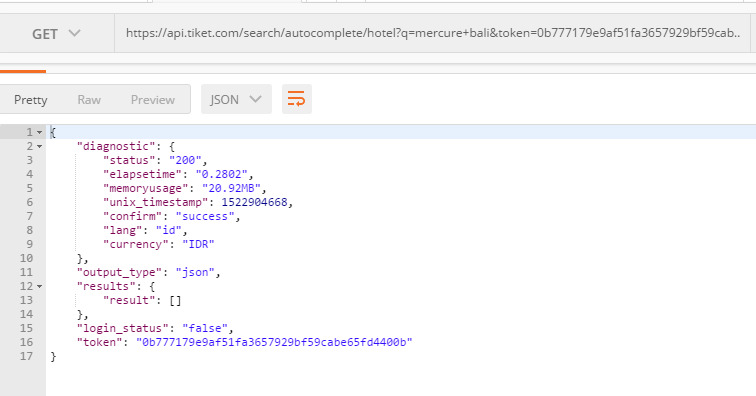 GET https://api.tiket.com/search/autocomplete/hotel?q=mercure+bali&token=0b777179e9af51fa3657929bf59cab..
Pretty Raw Preview JSON
1 {
2 "diagnostic": {
3 "status": "200",
4 "elapsetime": "0.2802",
5 "memoryusage": "20.92MB",
6 "unix_timestamp": 1522904668,
7 "confirm": "success",
8 "lang": "id",
9 "currency": "IDR"
10 },
11 "output_type": "json",
12 "results": {
13 "result": []
14 },
15 "login_status": "false",
16 "token": "0b777179e9af51fa3657929bf59cabe65fd4400b"
17 }